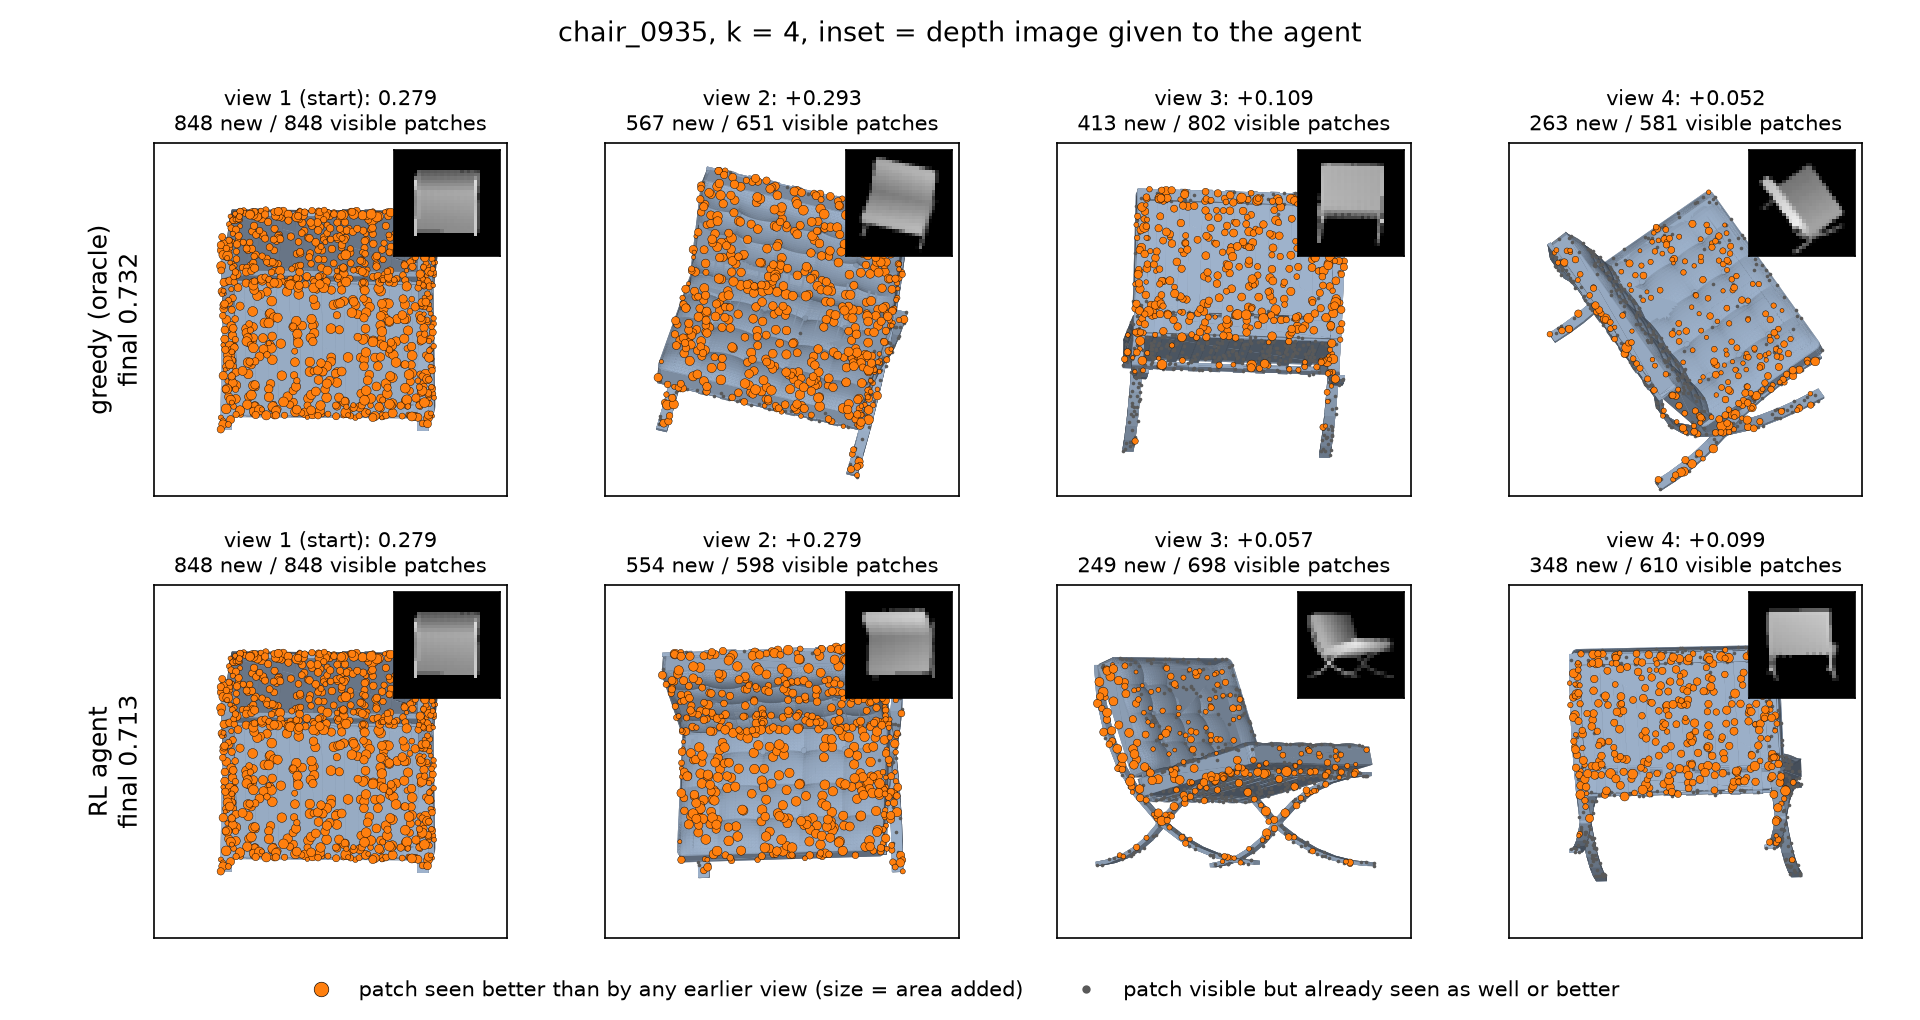 chair_0935, k = 4, inset = depth image given to the agent
view 1 (start): 0.279
848 new / 848 visible patches
view 2: +0.293
567 new / 651 visible patches
view 3: +0.109
413 new / 802 visible patches
view 4: +0.052
263 new / 581 visible patches
greedy (oracle)
final 0.732
view 1 (start): 0.279
848 new / 848 visible patches
view 2: +0.279
554 new / 598 visible patches
view 3: +0.057
249 new / 698 visible patches
view 4: +0.099
348 new / 610 visible patches
RL agent
final 0.713
patch seen better than by any earlier view (size = area added)
patch visible but already seen as well or better